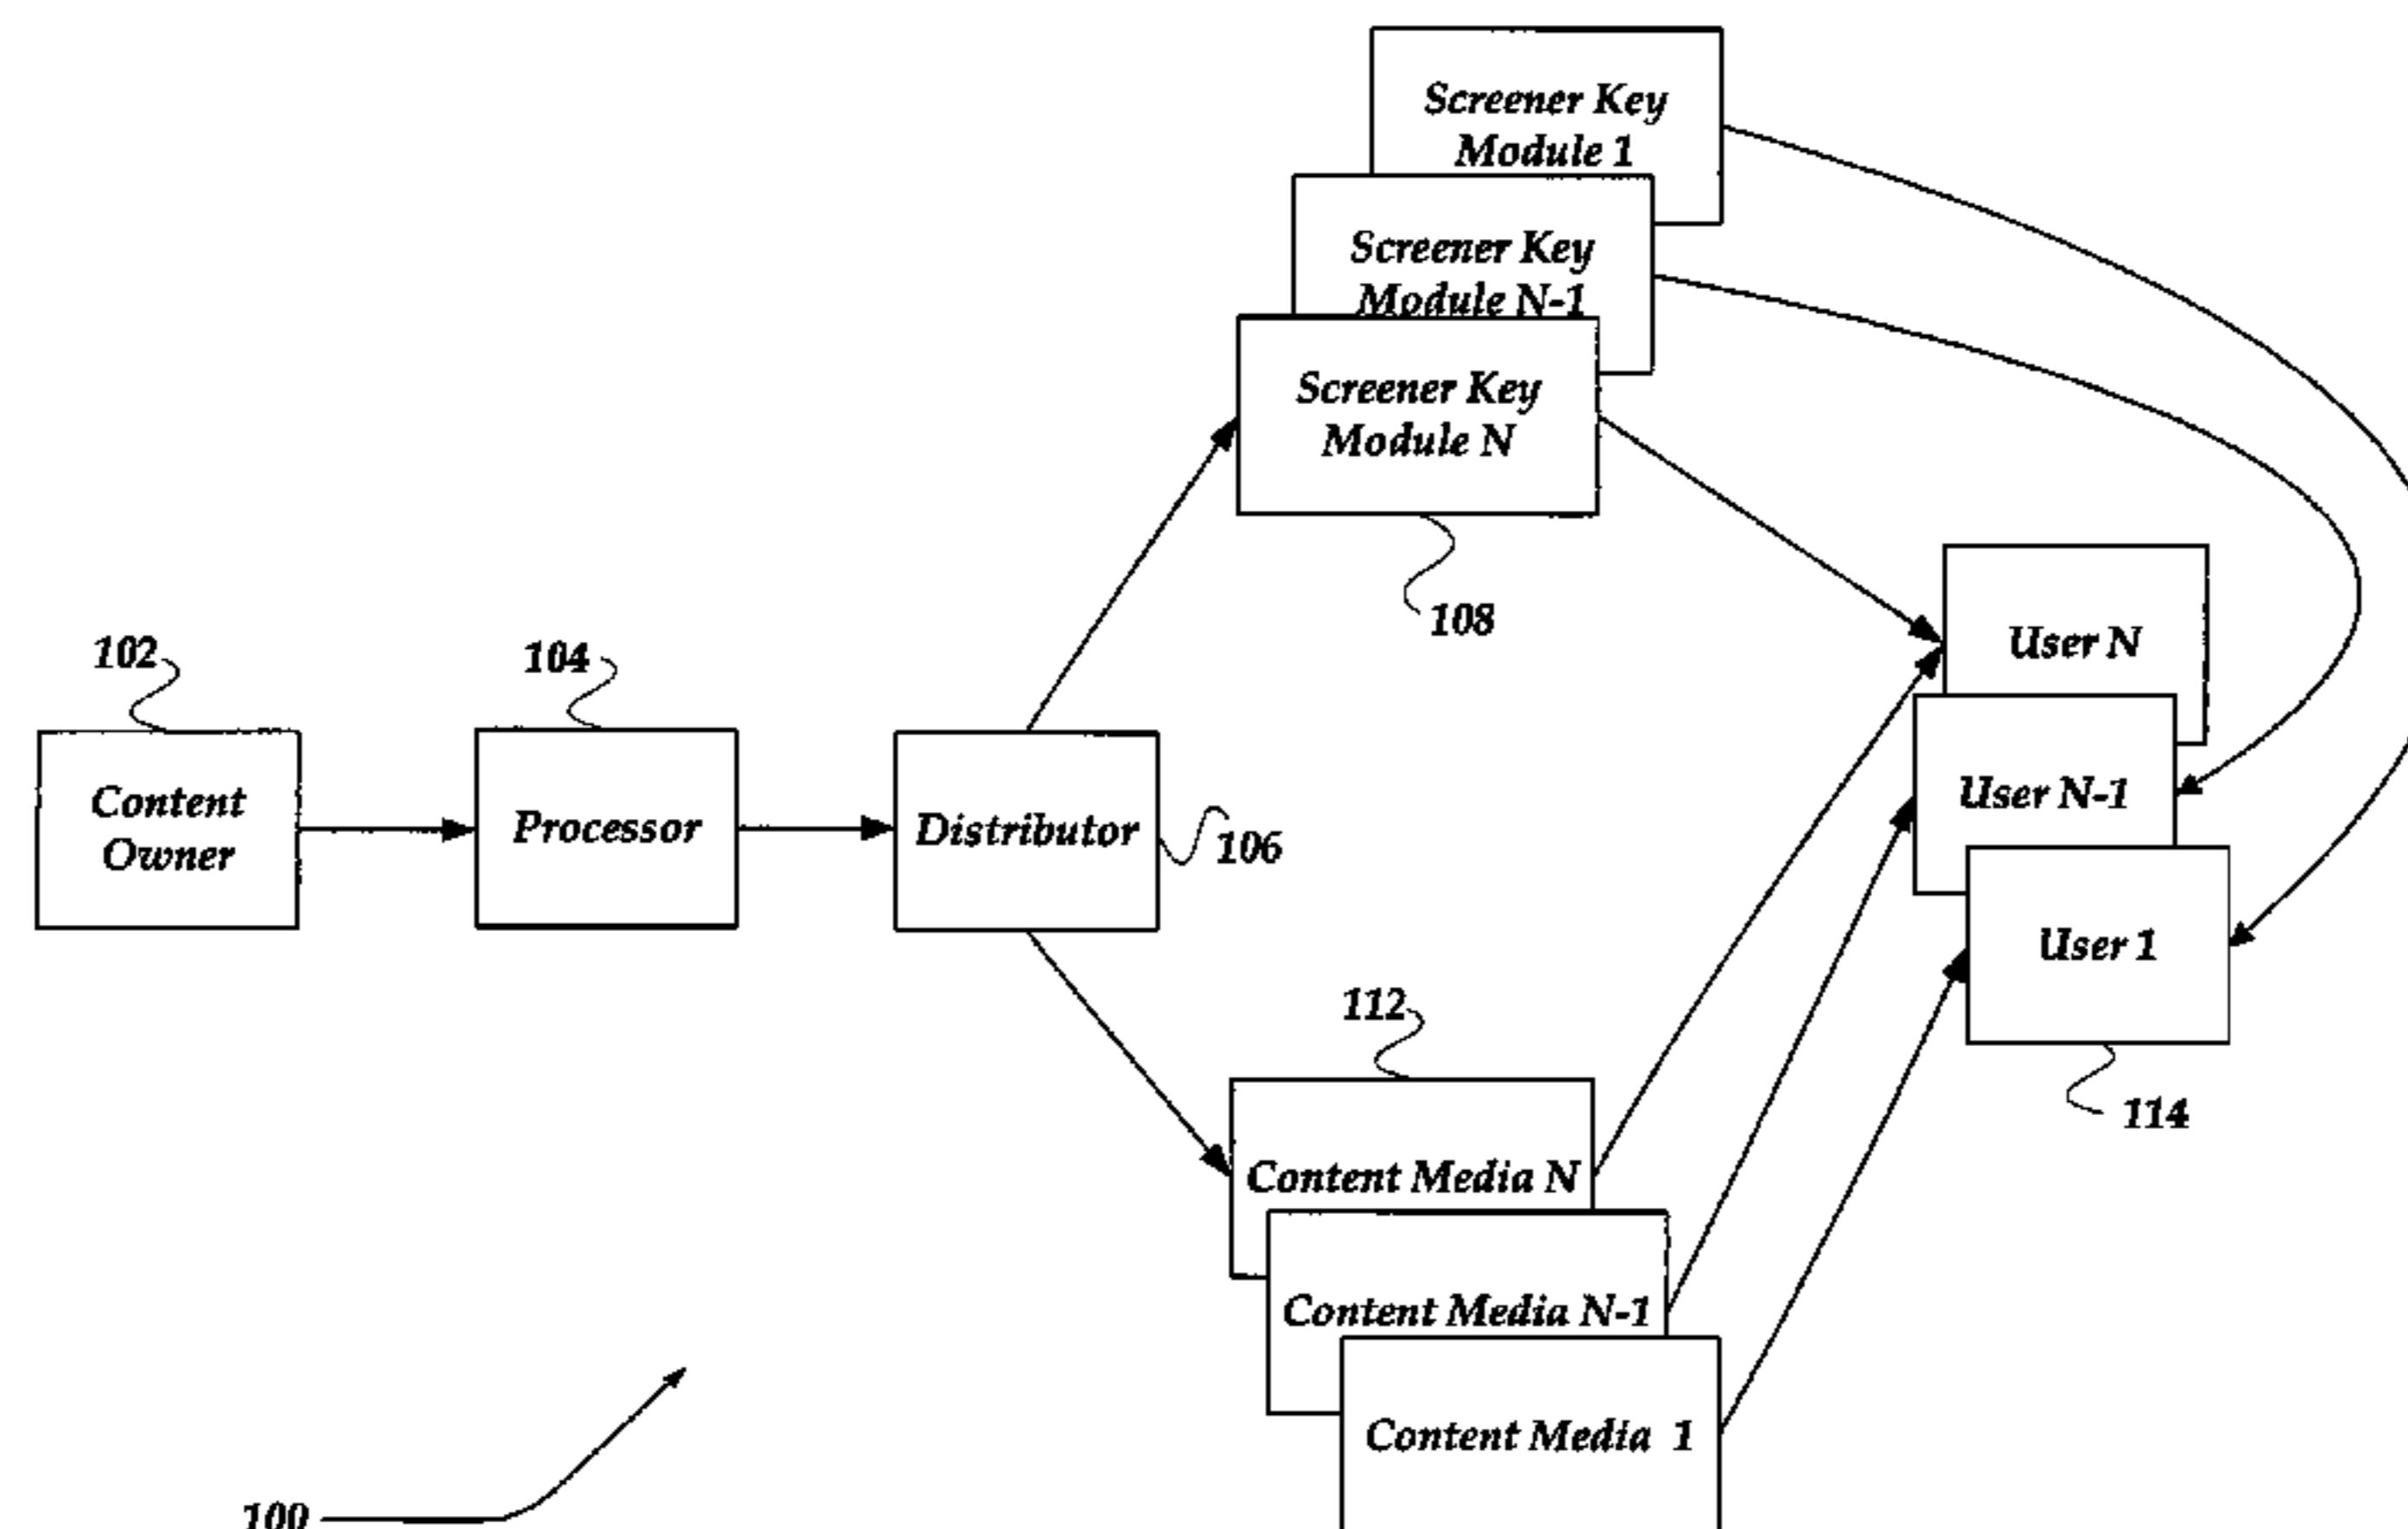 Screener Key
Module 1
Screener Key
Module N-1
Screener Key
Module N
108
102
104
User N
Content
Owner
Processor
Distributor
106
User N-1
User 1
112
114
Content Media N
Content Media N-1
Content Media 1
100